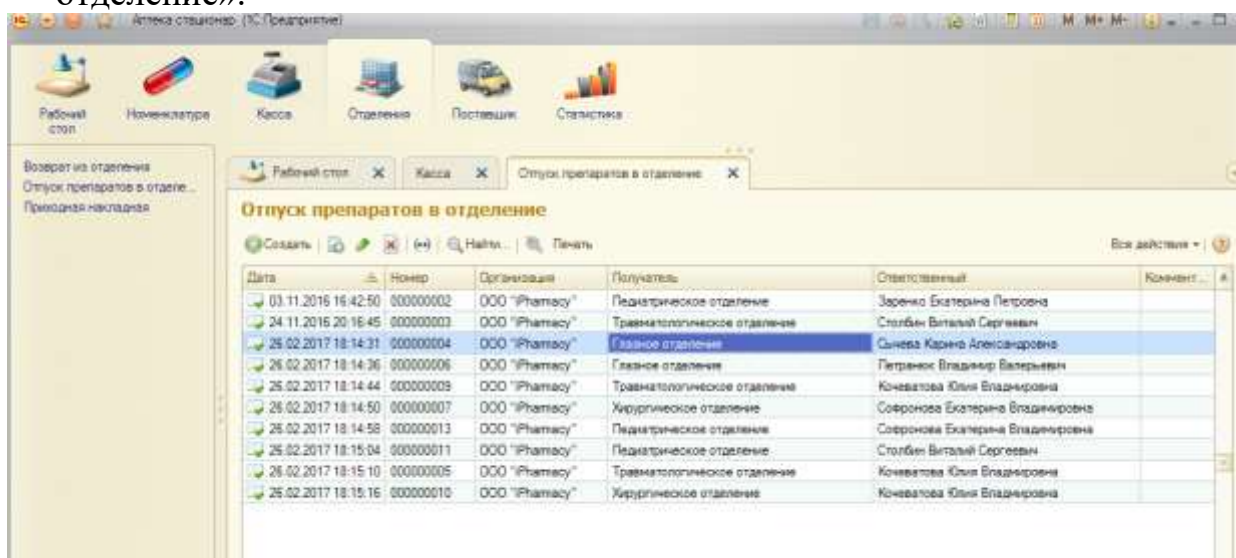 отделение».
Аптека стационар (1С:Предприятие)
M M+ M-
Рабочий стол Номенклатура Касса Отделения Поставщик Статистика
Возврат из отделения
Отпуск препаратов в отделе...
Приходная накладная
Рабочий стол Касса Отпуск препаратов в отделение
Отпуск препаратов в отделение
Создать Найти... Печать Все действия
Дата Номер Организация Получатель Ответственный Коммент...
03.11.2016 16:42:50 000000002 ООО "iPharmacy" Педиатрическое отделение Заренко Екатерина Петровна
24.11.2016 20:16:45 000000003 ООО "iPharmacy" Травматологическое отделение Столбин Виталий Сергеевич
26.02.2017 18:14:31 000000004 ООО "iPharmacy" Глазное отделение Сычева Карина Александровна
26.02.2017 18:14:36 000000006 ООО "iPharmacy" Глазное отделение Петранюк Владимир Валерьевич
26.02.2017 18:14:44 000000009 ООО "iPharmacy" Травматологическое отделение Коневатова Юлия Владимировна
26.02.2017 18:14:50 000000007 ООО "iPharmacy" Хирургическое отделение Софронова Екатерина Владимировна
26.02.2017 18:14:58 000000013 ООО "iPharmacy" Педиатрическое отделение Софронова Екатерина Владимировна
26.02.2017 18:15:04 000000011 ООО "iPharmacy" Педиатрическое отделение Столбин Виталий Сергеевич
26.02.2017 18:15:10 000000005 ООО "iPharmacy" Травматологическое отделение Коневатова Юлия Владимировна
26.02.2017 18:15:16 000000010 ООО "iPharmacy" Хирургическое отделение Коневатова Юлия Владимировна